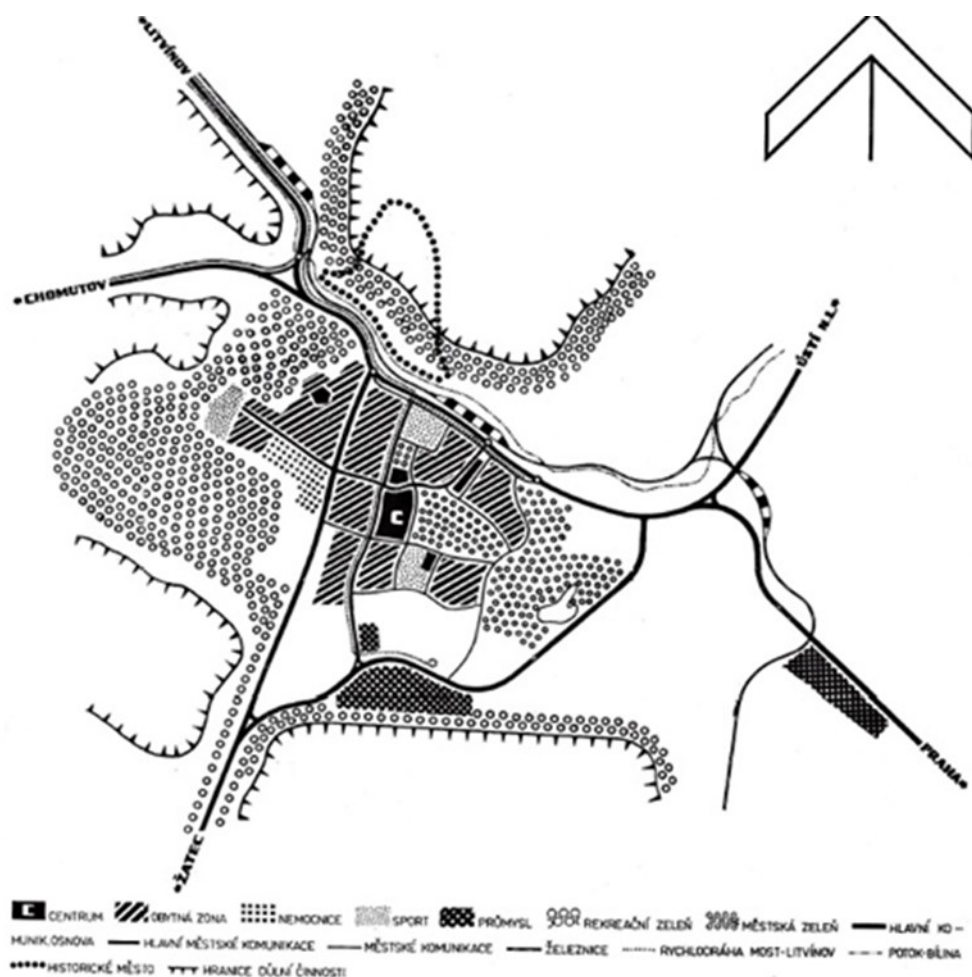 LITVÍNOV
CHOMUTOV
ÚSTÍ N.L.
C
PRAHA
ŽATEC
C CENTRUM OBYTNÁ ZÓNA NEMOCNICE SPORT PRŮMYSL REKREAČNÍ ZELEŇ MĚSTSKÁ ZELEŇ HLAVNÍ KO-
MUNIK. OSNOVA HLAVNÍ MĚSTSKÉ KOMUNIKACE MĚSTSKÉ KOMUNIKACE ŽELEZNICE RYCHLODRÁHA MOST-LITVÍNOV POTOK-BÍLINA
HISTORICKÉ MĚSTO HRANICE DŮLNÍ ČINNOSTI